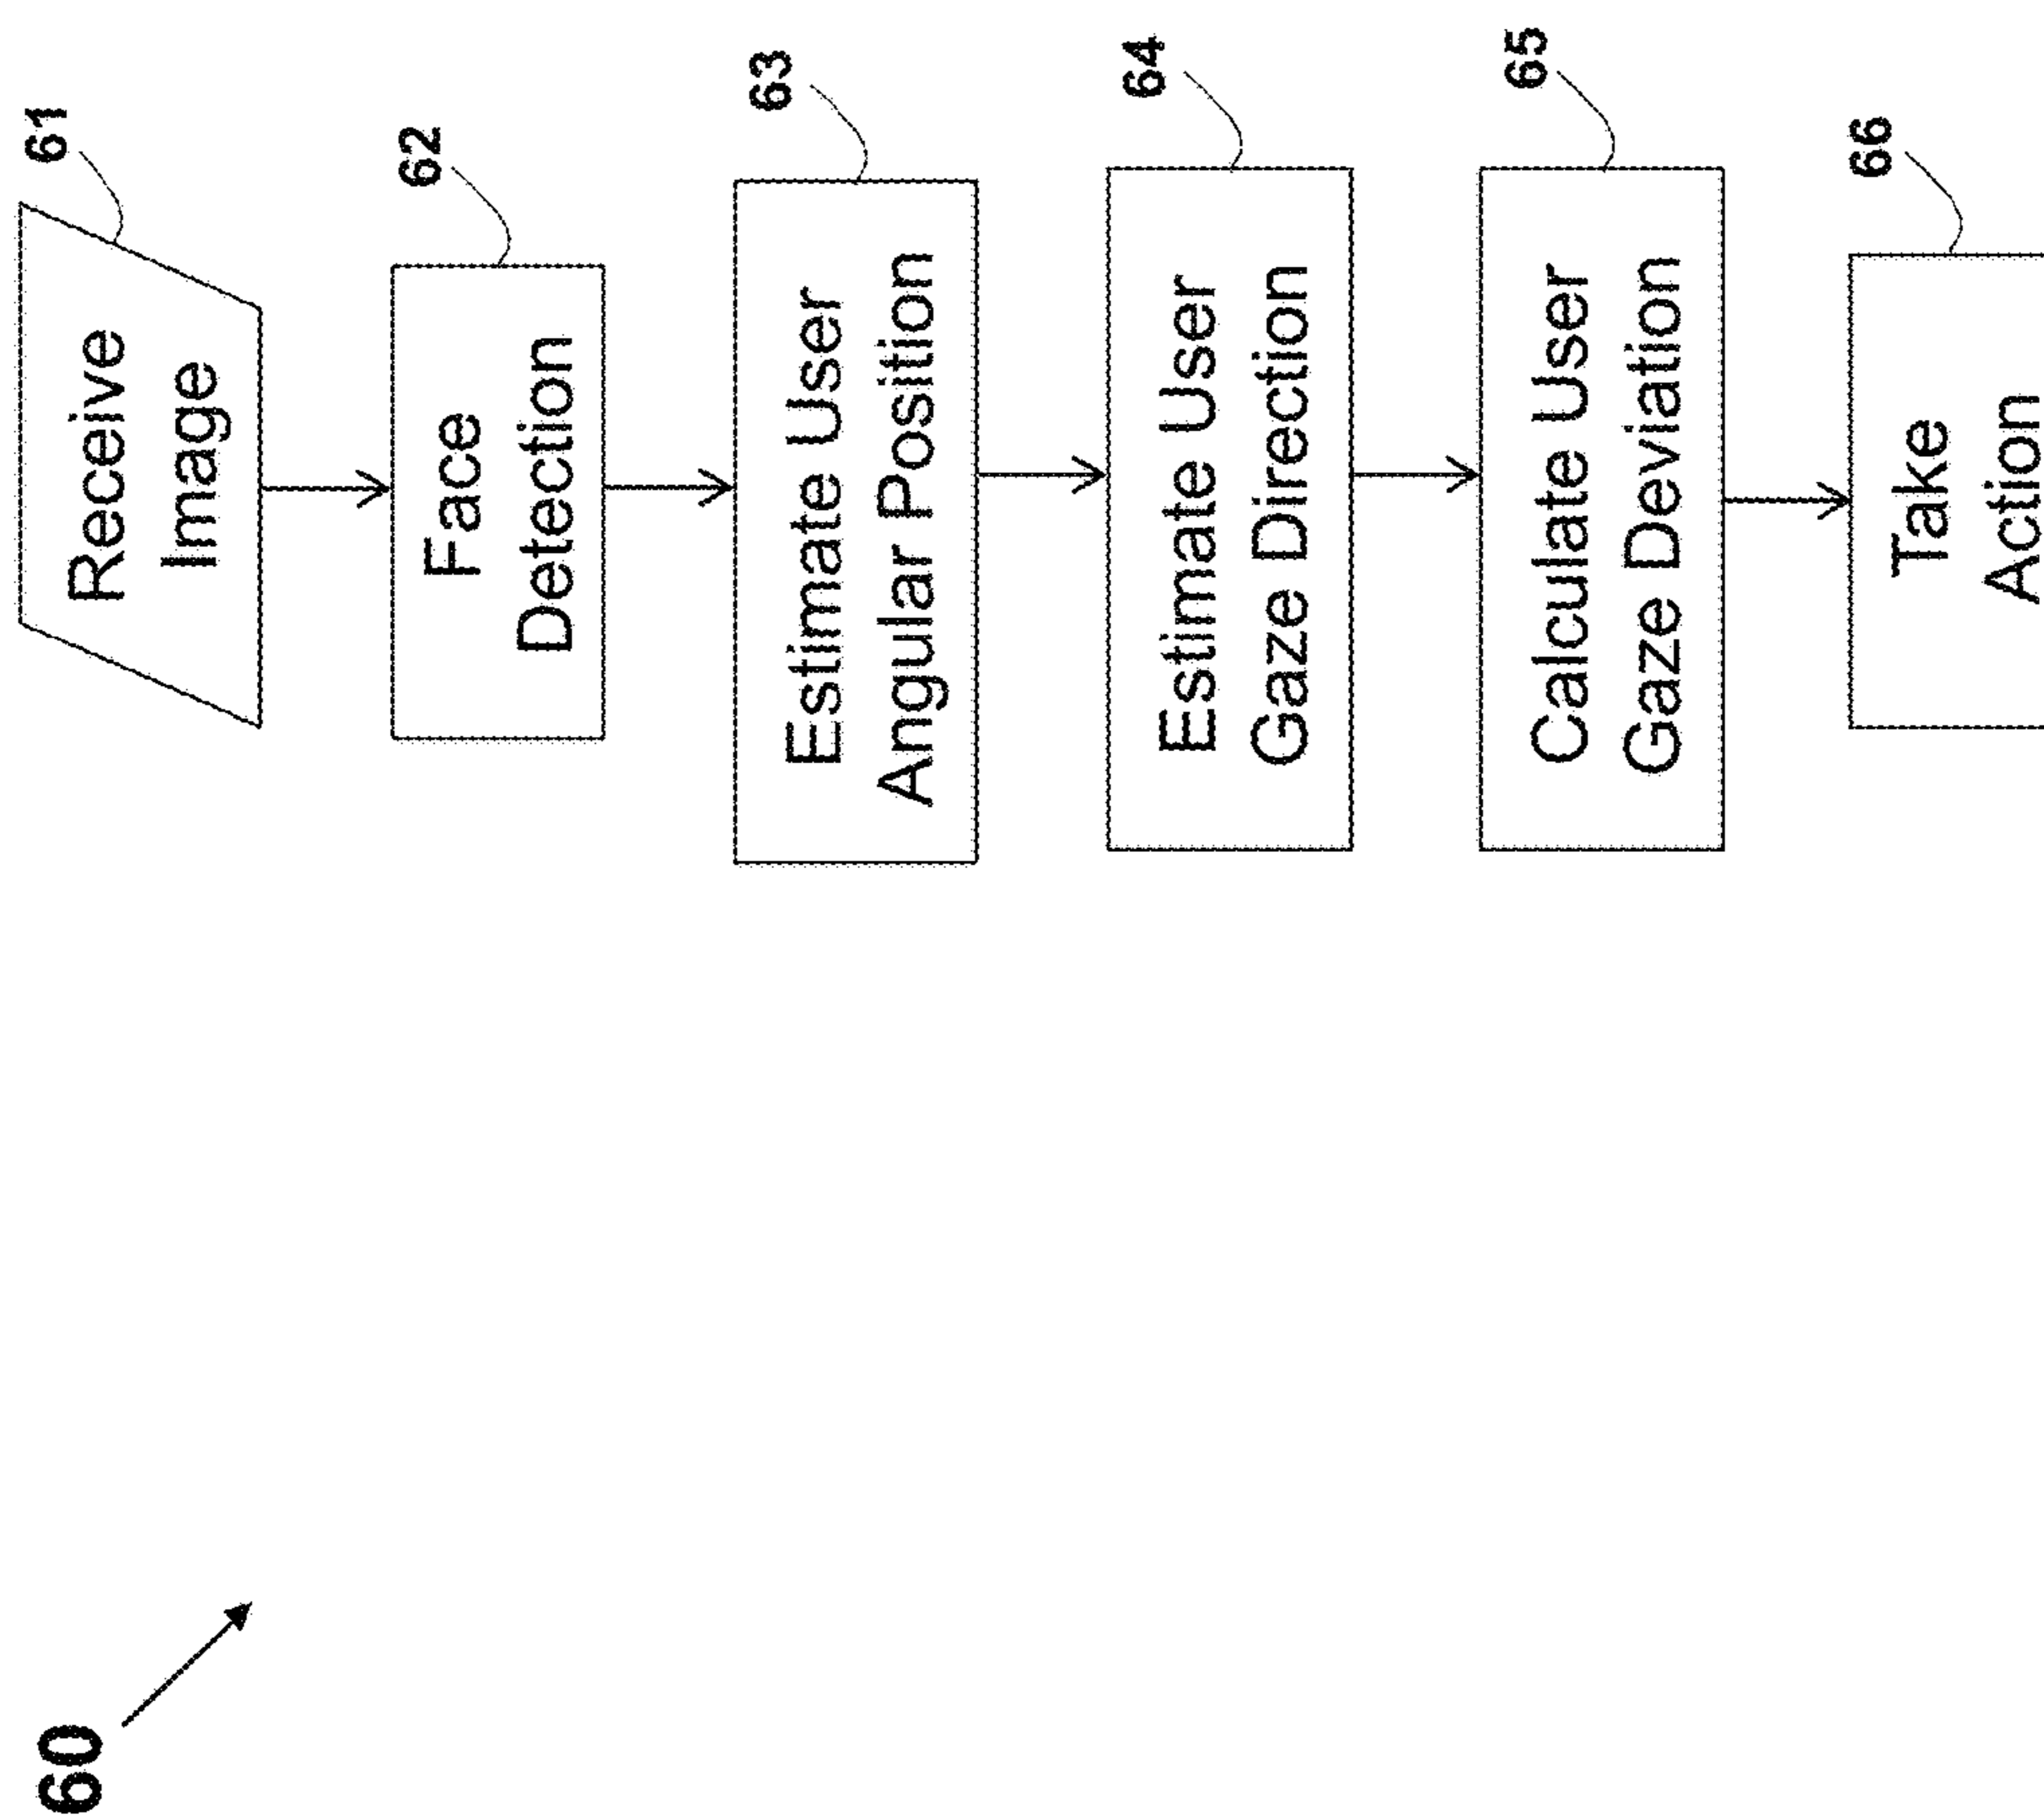 60
61
Receive
Image
62
Face
Detection
63
Estimate User
Angular Position
64
Estimate User
Gaze Direction
65
Calculate User
Gaze Deviation
66
Take
Action